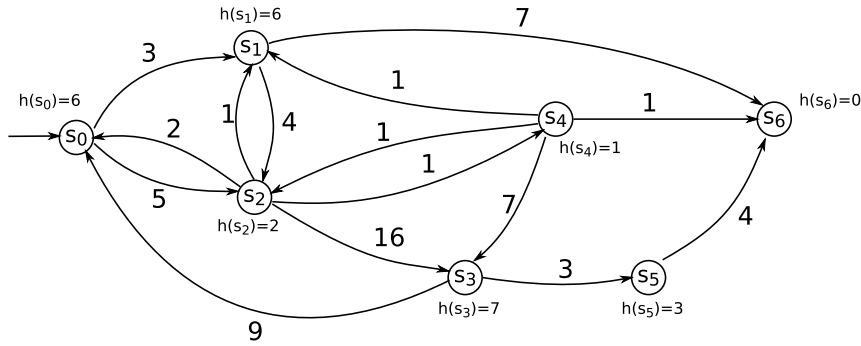 h(s1)=6
7
s1
3
h(s0)=6
1
1
h(s6)=0
s0
2
1
4
1
s4
s6
h(s4)=1
5
s2
1
h(s2)=2
7
4
16
s3
3
s5
h(s3)=7
h(s5)=3
9